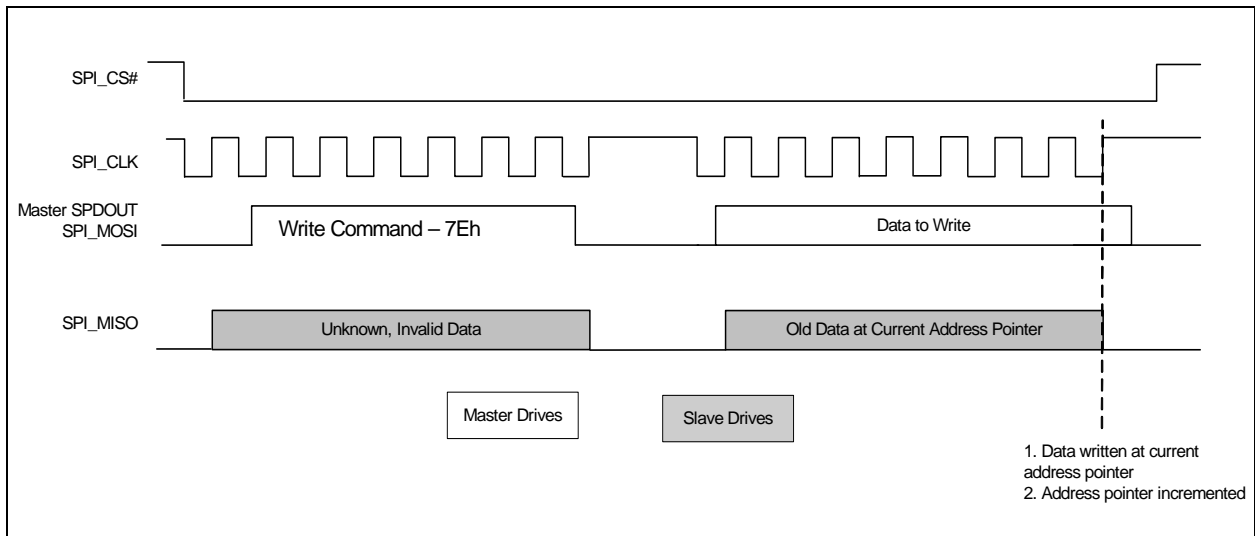 SPI_CS#
SPI_CLK
Master SPDOUT
SPI_MOSI
Write Command – 7Eh
Data to Write
SPI_MISO
Unknown, Invalid Data
Old Data at Current Address Pointer
Master Drives
Slave Drives
1. Data written at current
address pointer
2. Address pointer incremented